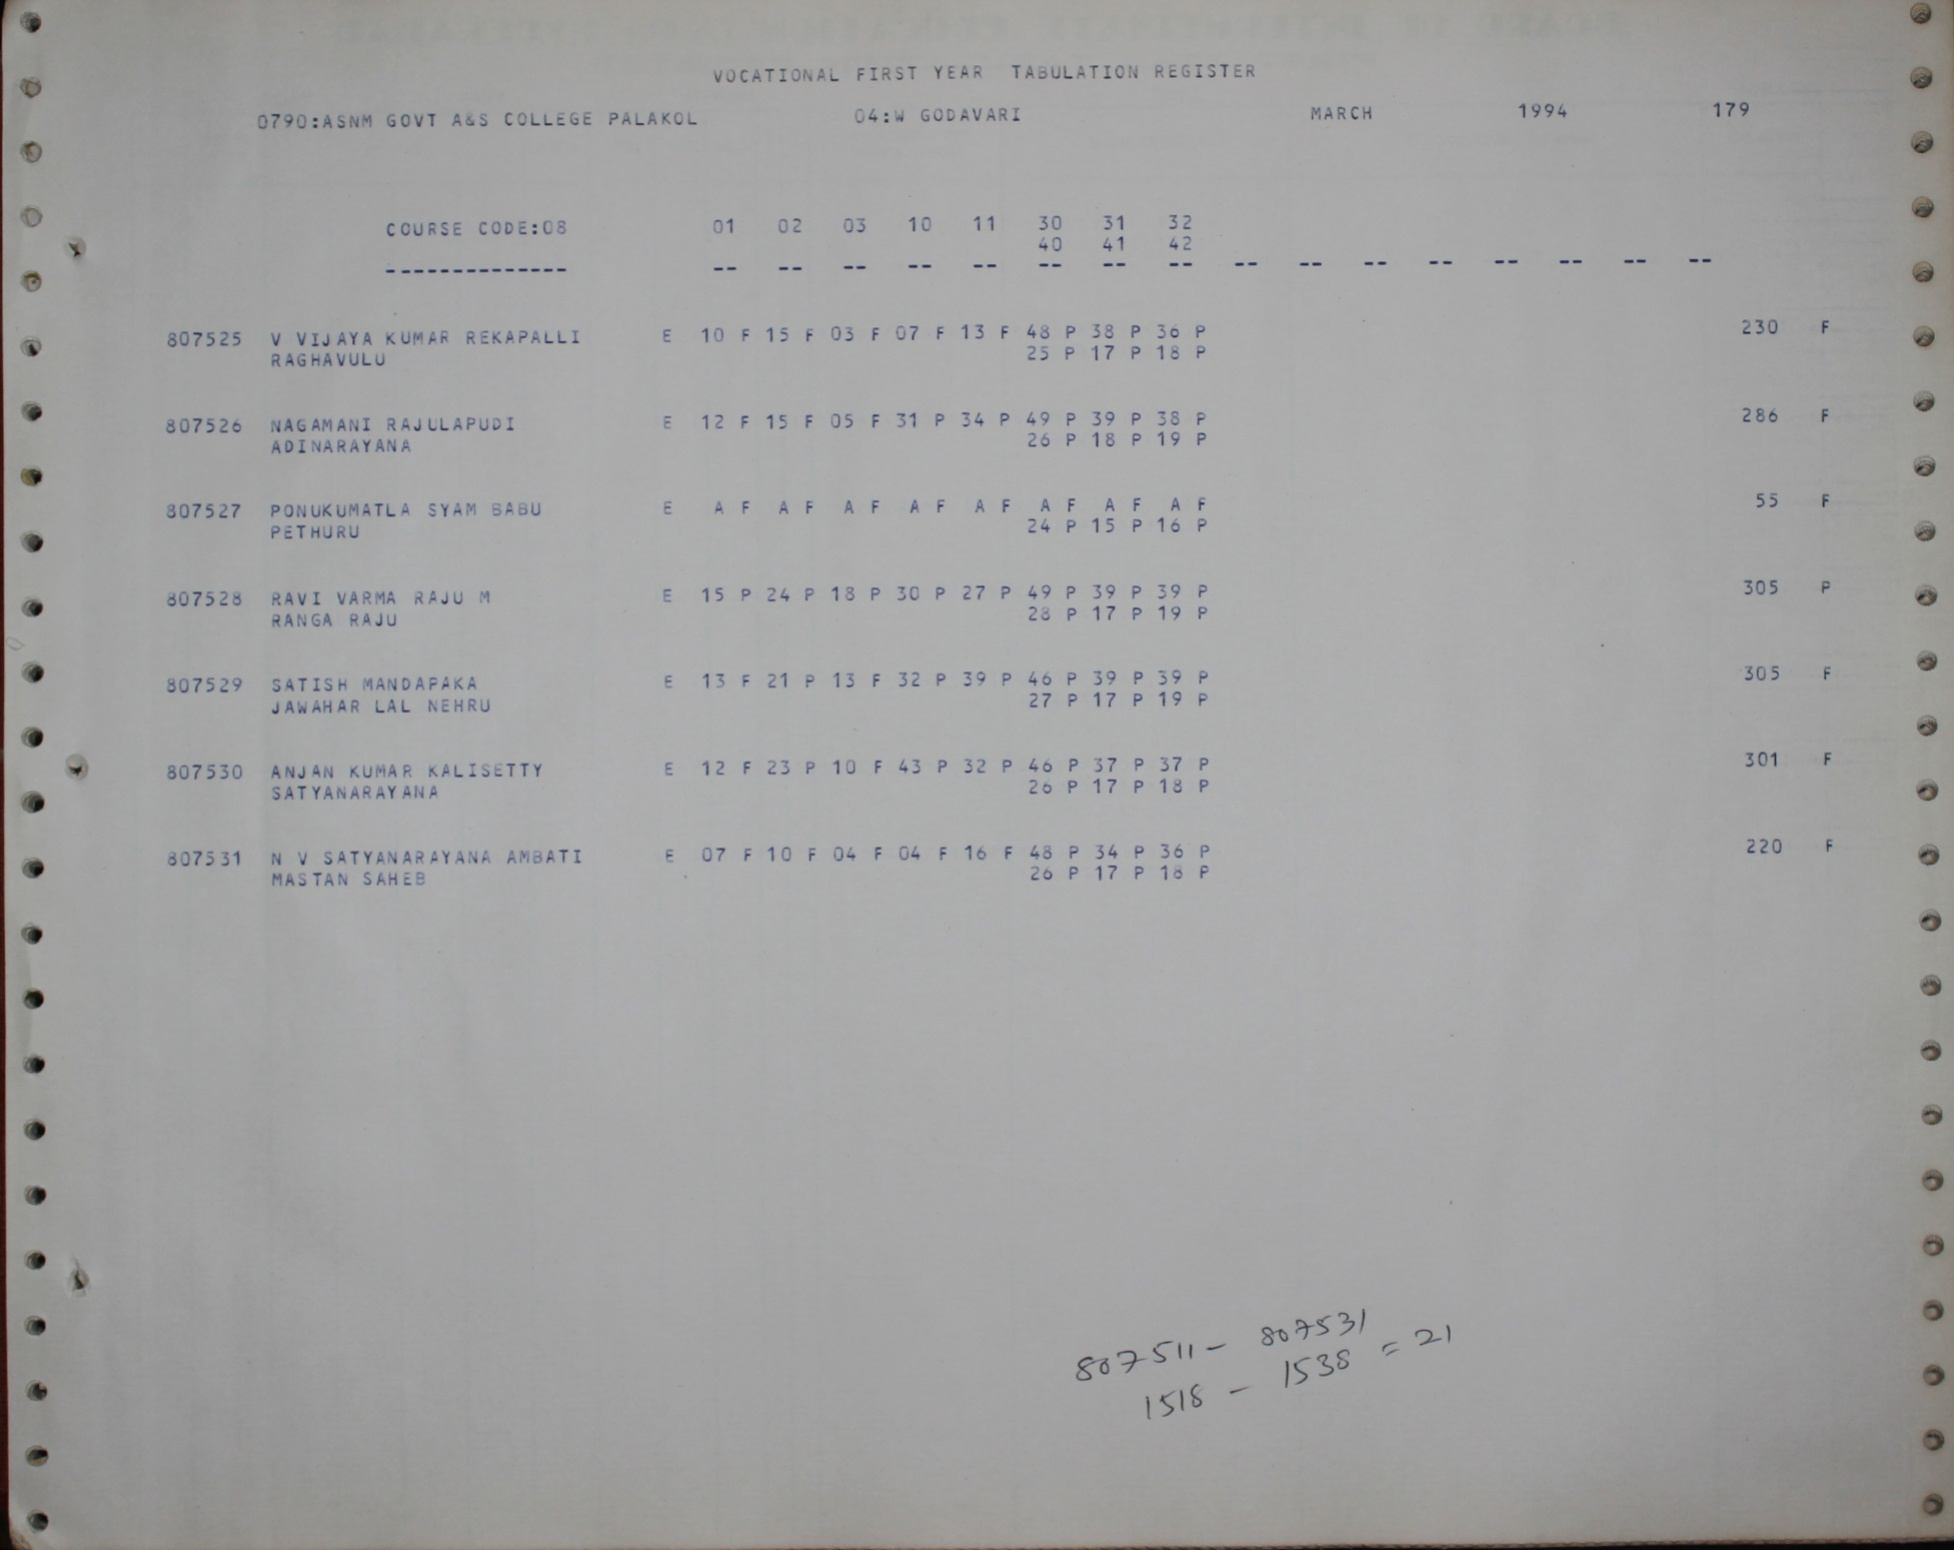 VOCATIONAL FIRST YEAR TABULATION REGISTER
0790:ASNM GOVT A&S COLLEGE PALAKOL 04:W GODAVARI MARCH 1994 179
COURSE CODE:08 01 02 03 10 11 30 31 32
40 41 42
-------------- -- -- -- -- -- -- -- -- -- -- -- -- -- -- -- --
807525 V VIJAYA KUMAR REKAPALLI E 10 F 15 F 03 F 07 F 13 F 48 P 38 P 36 P 230 F
RAGHAVULU 25 P 17 P 18 P
807526 NAGAMANI RAJULAPUDI E 12 F 15 F 05 F 31 P 34 P 49 P 39 P 38 P 286 F
ADINARAYANA 26 P 18 P 19 P
807527 PONUKUMATLA SYAM BABU E A F A F A F A F A F A F A F A F 55 F
PETHURU 24 P 15 P 16 P
807528 RAVI VARMA RAJU M E 15 P 24 P 18 P 30 P 27 P 49 P 39 P 39 P 305 P
RANGA RAJU 28 P 17 P 19 P
807529 SATISH MANDAPAKA E 13 F 21 P 13 F 32 P 39 P 46 P 39 P 39 P 305 F
JAWAHAR LAL NEHRU 27 P 17 P 19 P
807530 ANJAN KUMAR KALISETTY E 12 F 23 P 10 F 43 P 32 P 46 P 37 P 37 P 301 F
SATYANARAYANA 26 P 17 P 18 P
807531 N V SATYANARAYANA AMBATI E 07 F 10 F 04 F 04 F 16 F 48 P 34 P 36 P 220 F
MASTAN SAHEB 26 P 17 P 18 P
807511 - 807531
1518 - 1538 = 21